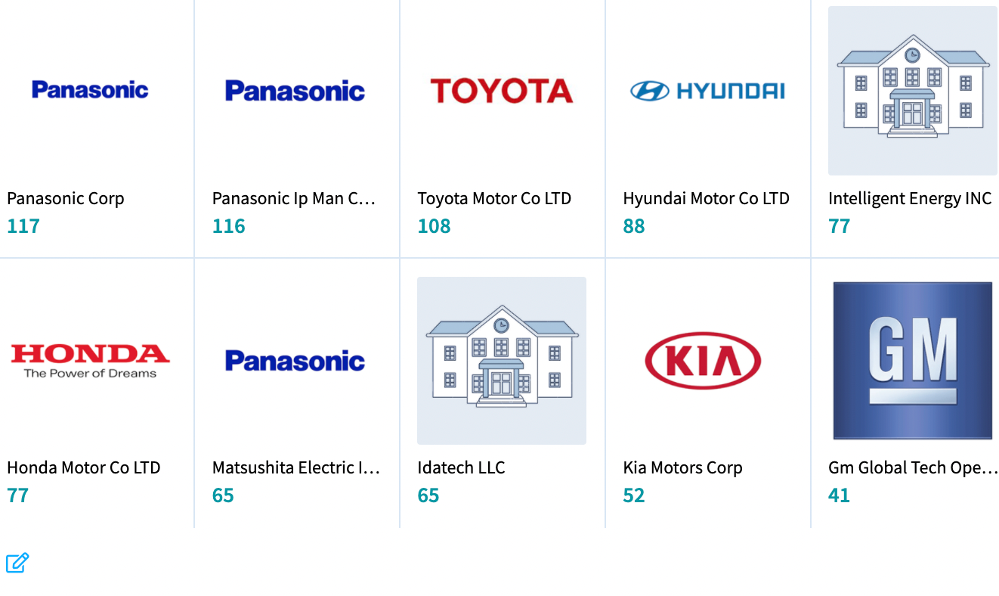 Panasonic
Panasonic
TOYOTA
HYUNDAI
Panasonic Corp
117
Panasonic Ip Man C...
116
Toyota Motor Co LTD
108
Hyundai Motor Co LTD
88
Intelligent Energy INC
77
HONDA
The Power of Dreams
Panasonic
KIA
GM
Honda Motor Co LTD
77
Matsushita Electric I...
65
Idatech LLC
65
Kia Motors Corp
52
Gm Global Tech Ope...
41